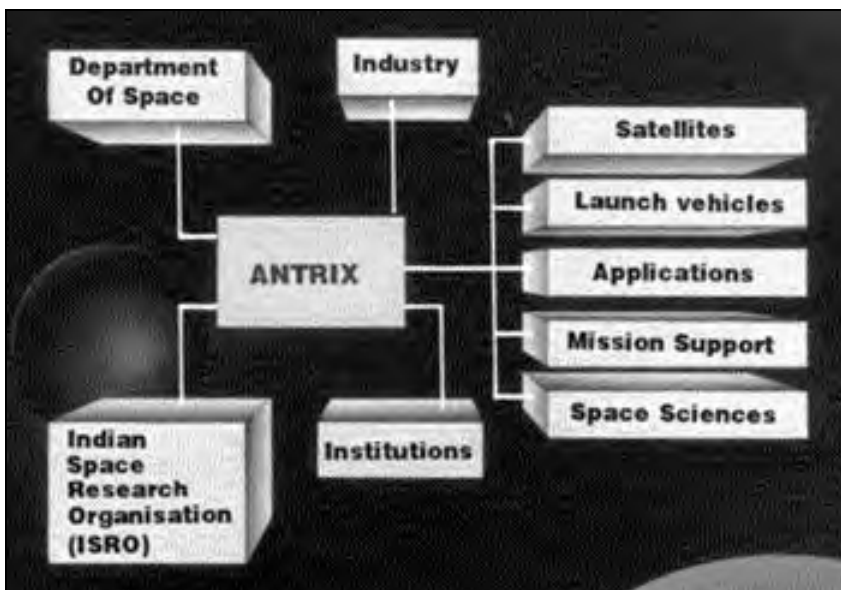 Department
Of Space
Industry
Satellites
Launch vehicles
ANTRIX
Applications
Mission Support
Space Sciences
Indian
Space
Research
Organisation
(ISRO)
Institutions